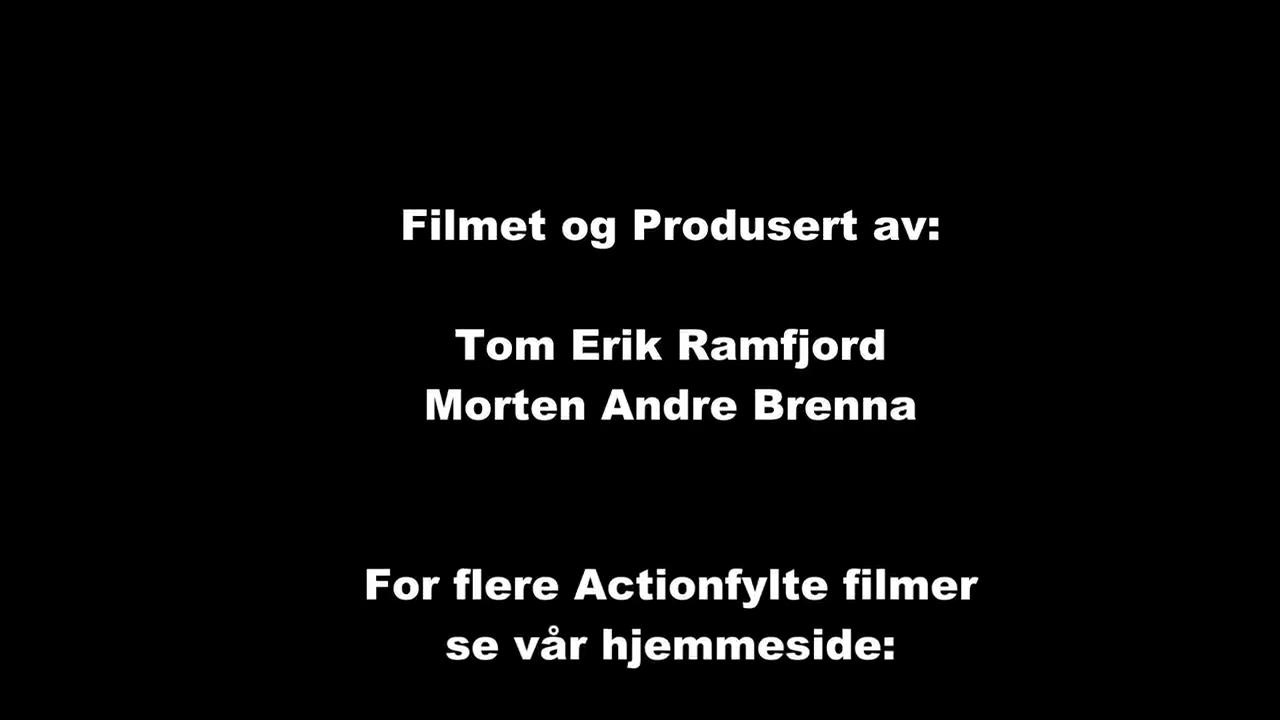 Filmet og Produsert av:
Tom Erik Ramfjord
Morten Andre Brenna
For flere Actionfylte filmer
se vår hjemmeside: